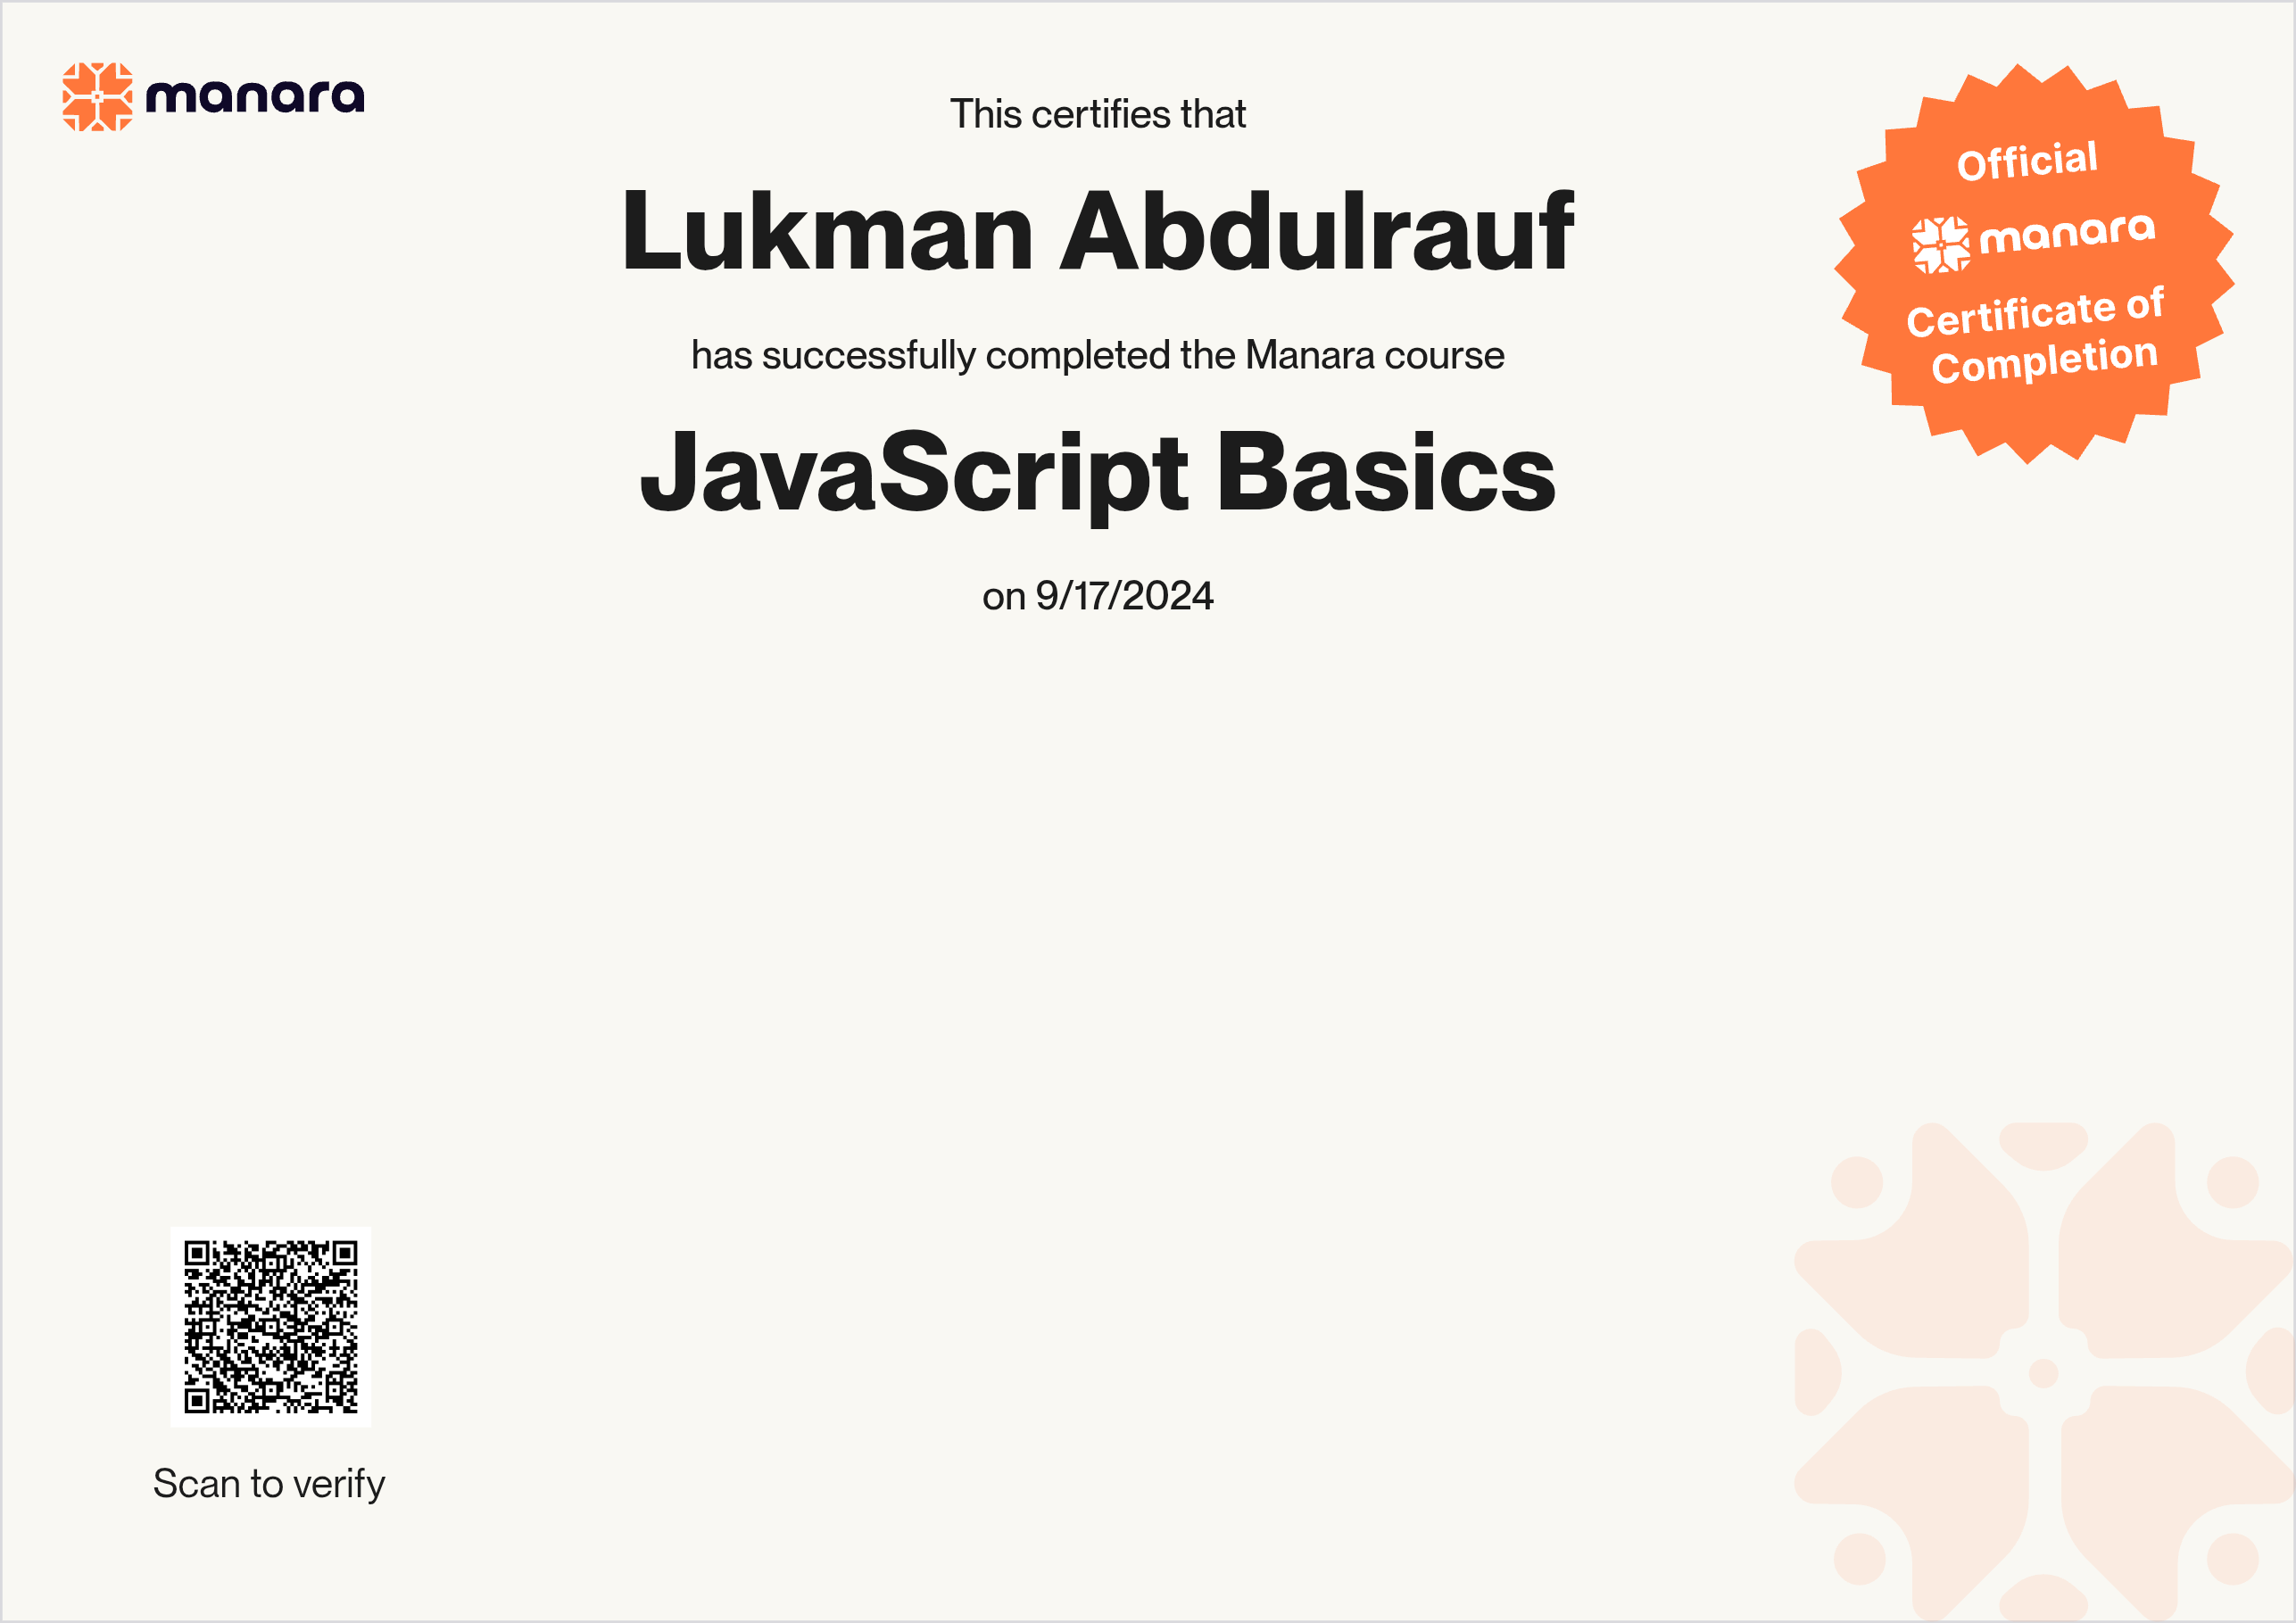 manara
This certifies that
Lukman Abdulrauf
has successfully completed the Manara course
JavaScript Basics
on 9/17/2024
Official
manara
Certificate of
Completion
Scan to verify